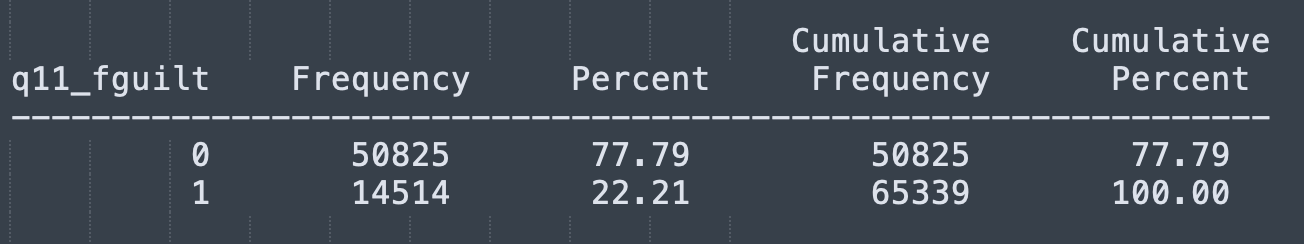 Cumulative Cumulative
q11_fguilt Frequency Percent Frequency Percent
---------------------------------------------------------------
0 50825 77.79 50825 77.79
1 14514 22.21 65339 100.00